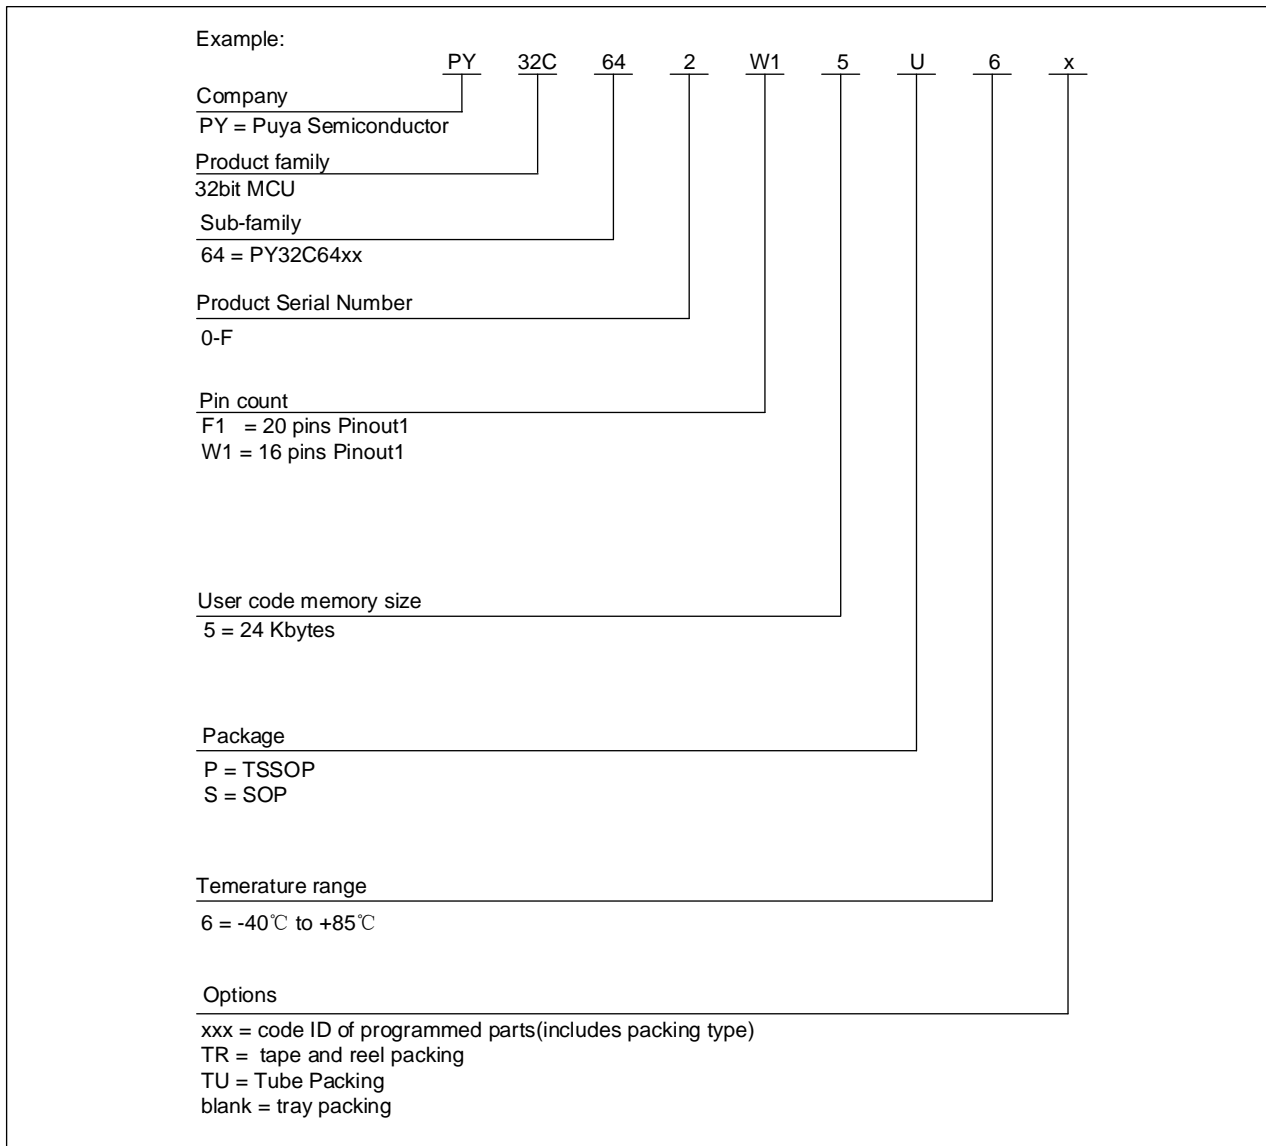 Example:
PY 32C 64 2 W1 5 U 6 x
Company
PY = Puya Semiconductor
Product family
32bit MCU
Sub-family
64 = PY32C64xx
Product Serial Number
0-F
Pin count
F1 = 20 pins Pinout1
W1 = 16 pins Pinout1
User code memory size
5 = 24 Kbytes
Package
P = TSSOP
S = SOP
Temerature range
6 = -40℃ to +85℃
Options
xxx = code ID of programmed parts(includes packing type)
TR = tape and reel packing
TU = Tube Packing
blank = tray packing